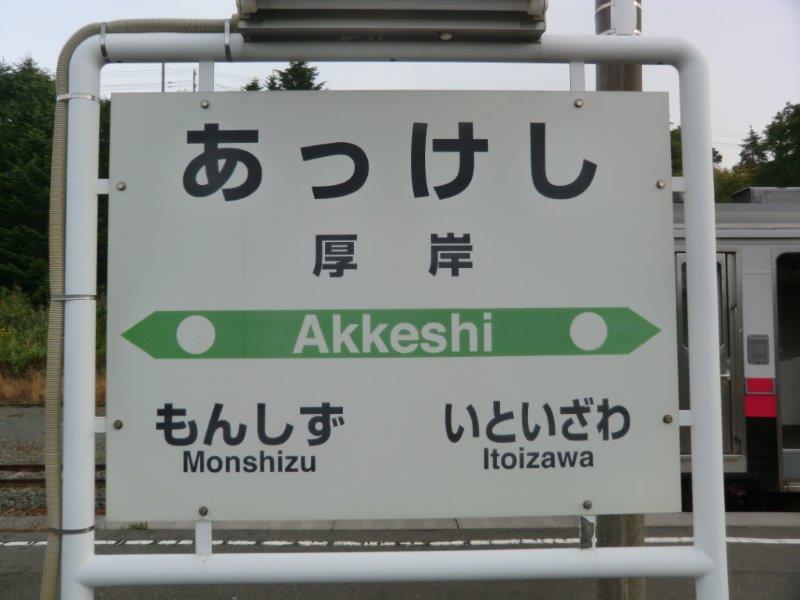 あっけし
厚岸
Akkeshi
もんしず いといざわ
Monshizu Itoizawa